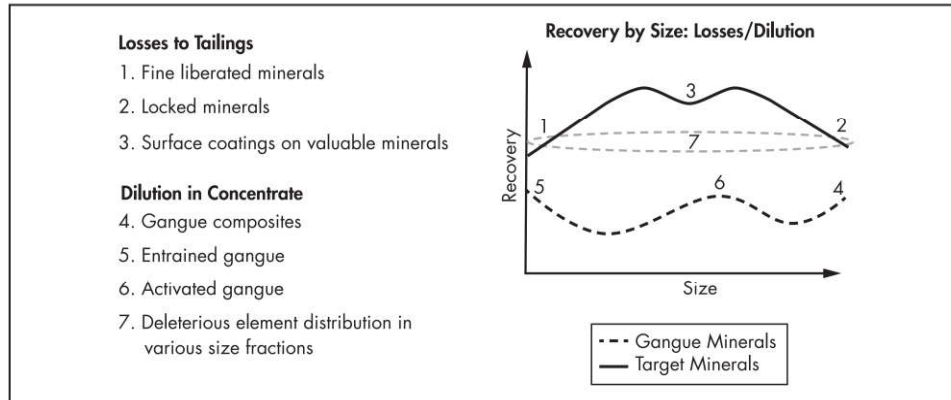 Losses to Tailings
1. Fine liberated minerals
2. Locked minerals
3. Surface coatings on valuable minerals
Dilution in Concentrate
4. Gangue composites
5. Entrained gangue
6. Activated gangue
7. Deleterious element distribution in
various size fractions
Recovery by Size: Losses/Dilution
3
1
2
7
5
6
4
Recovery
Size
Gangue Minerals
Target Minerals